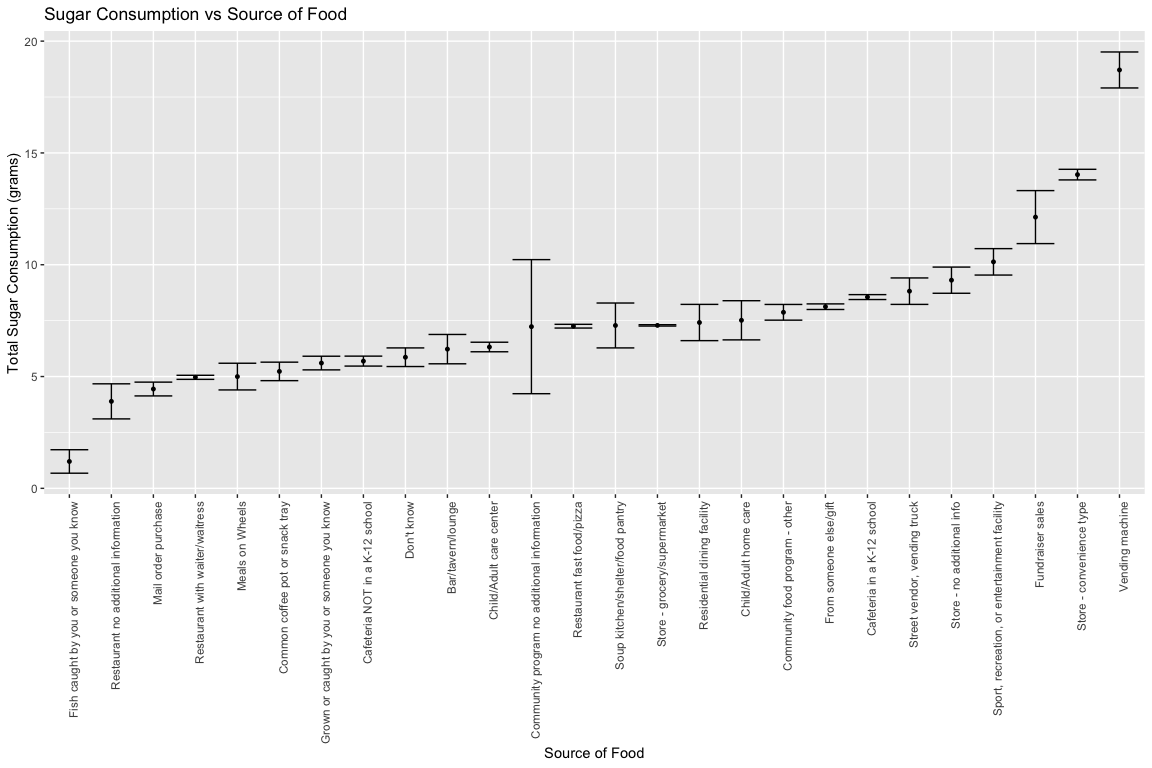 Sugar Consumption vs Source of Food
Total Sugar Consumption (grams)
20
15
10
5
0
Fish caught by you or someone you know
Restaurant no additional information
Mail order purchase
Restaurant with waiter/waitress
Meals on Wheels
Common coffee pot or snack tray
Grown or caught by you or someone you know
Cafeteria NOT in a K-12 school
Don't know
Bar/tavern/lounge
Child/Adult care center
Community program no additional information
Restaurant fast food/pizza
Soup kitchen/shelter/food pantry
Store - grocery/supermarket
Residential dining facility
Child/Adult home care
Community food program - other
From someone else/gift
Cafeteria in a K-12 school
Street vendor, vending truck
Store - no additional info
Sport, recreation, or entertainment facility
Fundraiser sales
Store - convenience type
Vending machine
Source of Food